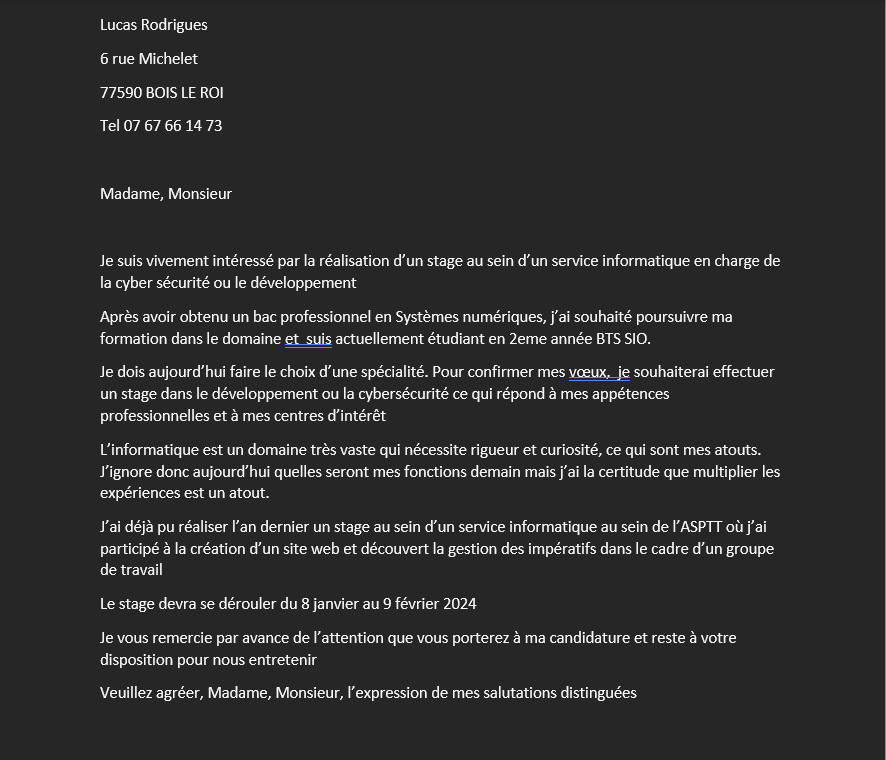 Lucas Rodrigues
6 rue Michelet
77590 BOIS LE ROI
Tel 07 67 66 14 73
Madame, Monsieur
Je suis vivement intéressé par la réalisation d’un stage au sein d’un service informatique en charge de
la cyber sécurité ou le développement
Après avoir obtenu un bac professionnel en Systèmes numériques, j’ai souhaité poursuivre ma
formation dans le domaine et  suis actuellement étudiant en 2eme année BTS SIO.
Je dois aujourd’hui faire le choix d’une spécialité. Pour confirmer mes vœux,  je souhaiterai effectuer
un stage dans le développement ou la cybersécurité ce qui répond à mes appétences
professionnelles et à mes centres d’intérêt
L’informatique est un domaine très vaste qui nécessite rigueur et curiosité, ce qui sont mes atouts.
J’ignore donc aujourd’hui quelles seront mes fonctions demain mais j’ai la certitude que multiplier les
expériences est un atout.
J’ai déjà pu réaliser l’an dernier un stage au sein d’un service informatique au sein de l’ASPTT où j’ai
participé à la création d’un site web et découvert la gestion des impératifs dans le cadre d’un groupe
de travail
Le stage devra se dérouler du 8 janvier au 9 février 2024
Je vous remercie par avance de l’attention que vous porterez à ma candidature et reste à votre
disposition pour nous entretenir
Veuillez agréer, Madame, Monsieur, l’expression de mes salutations distinguées